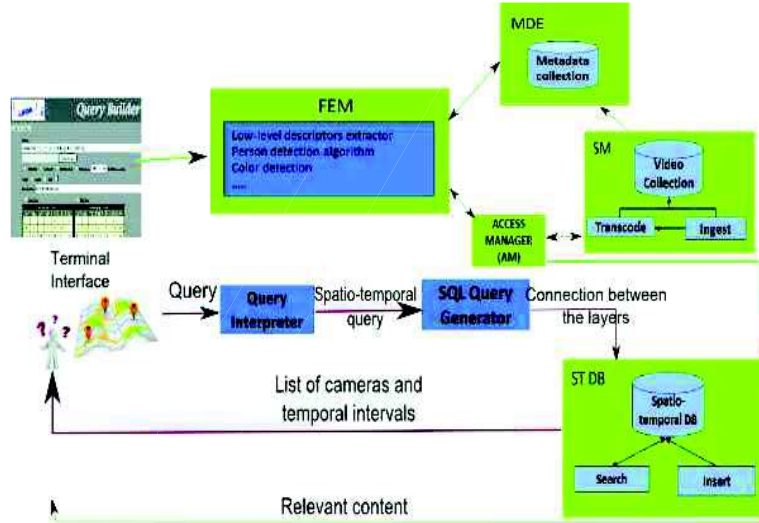 MDE
Metadata
collection
Query Builder
FEM
Low-level descriptors extractor
Person detection algorithm
Color detection
.....
SM
Video
Collection
Transcode
Ingest
ACCESS
MANAGER
(AM)
Terminal
Interface
Query
Query
Interpreter
Spatio-temporal
query
SQL Query
Generator
Connection between
the layers
? ? ?
List of cameras and
temporal intervals
ST DB
Spatio-
temporal DB
Search
Insert
Relevant content